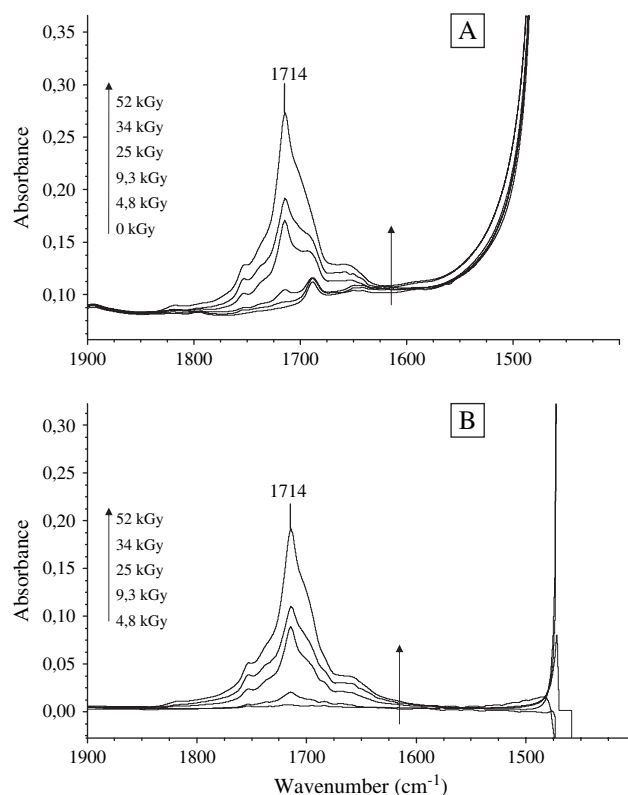 A
0,35
0,30
0,25
0,20
0,15
0,10
Absorbance
1714
52 kGy
34 kGy
25 kGy
9,3 kGy
4,8 kGy
0 kGy
1900 1800 1700 1600 1500
B
0,30
0,25
0,20
0,15
0,10
0,05
0,00
Absorbance
1714
52 kGy
34 kGy
25 kGy
9,3 kGy
4,8 kGy
1900 1800 1700 1600 1500
Wavenumber (cm⁻¹)